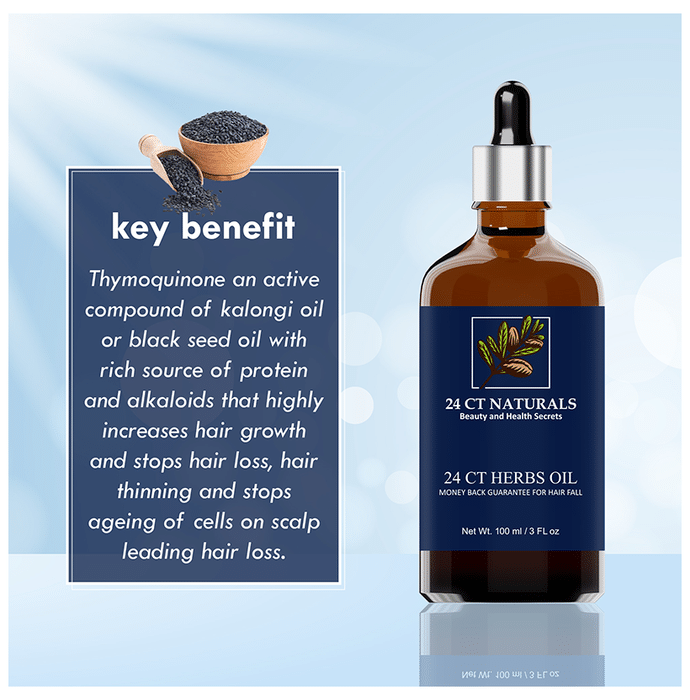 key benefit
Thymoquinone an active
compound of kalongi oil
or black seed oil with
rich source of protein
and alkaloids that highly
increases hair growth
and stops hair loss, hair
thinning and stops
ageing of cells on scalp
leading hair loss.
24 CT NATURALS
Beauty and Health Secrets
24 CT HERBS OIL
MONEY BACK GUARANTEE FOR HAIR FALL
Net Wt. 100 ml / 3 FL oz